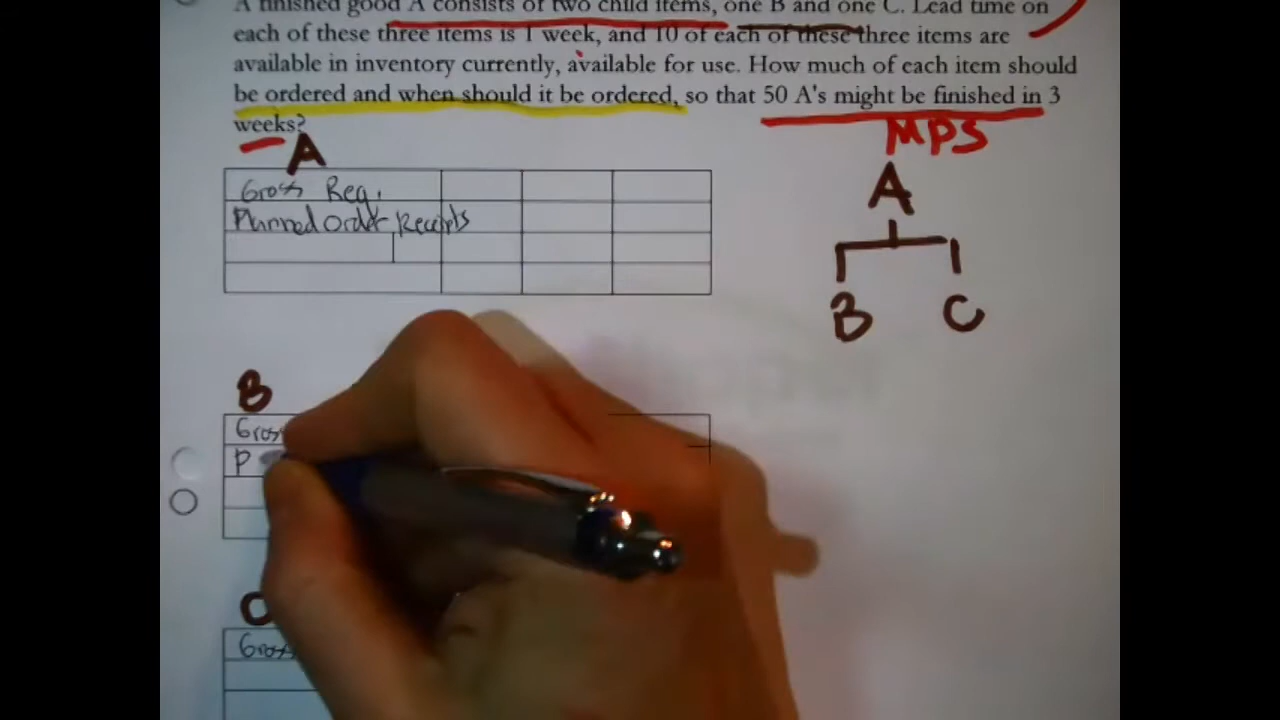 A finished good A consists of two child items, one B and one C. Lead time on
each of these three items is 1 week, and 10 of each of these three items are
available in inventory currently, available for use. How much of each item should
be ordered and when should it be ordered, so that 50 A's might be finished in 3
weeks?
MPS
A
Gross Req.
Planned Order Receipts
A
B C
B
Gross
P
C
Gross